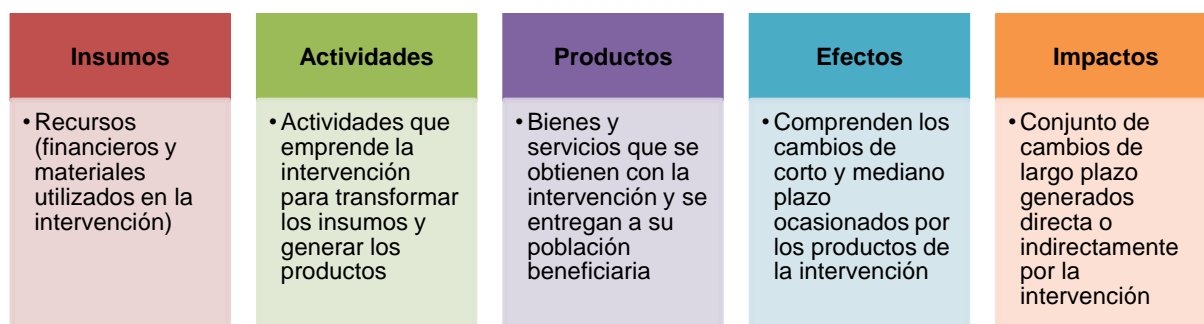 Insumos
• Recursos
(financieros y
materiales
utilizados en la
intervención)
Actividades
• Actividades que
emprende la
intervención
para transformar
los insumos y
generar los
productos
Productos
• Bienes y
servicios que se
obtienen con la
intervención y se
entregan a su
población
beneficiaria
Efectos
• Comprenden los
cambios de
corto y mediano
plazo
ocasionados por
los productos de
la intervención
Impactos
• Conjunto de
cambios de
largo plazo
generados
directa o
indirectamente
por la
intervención